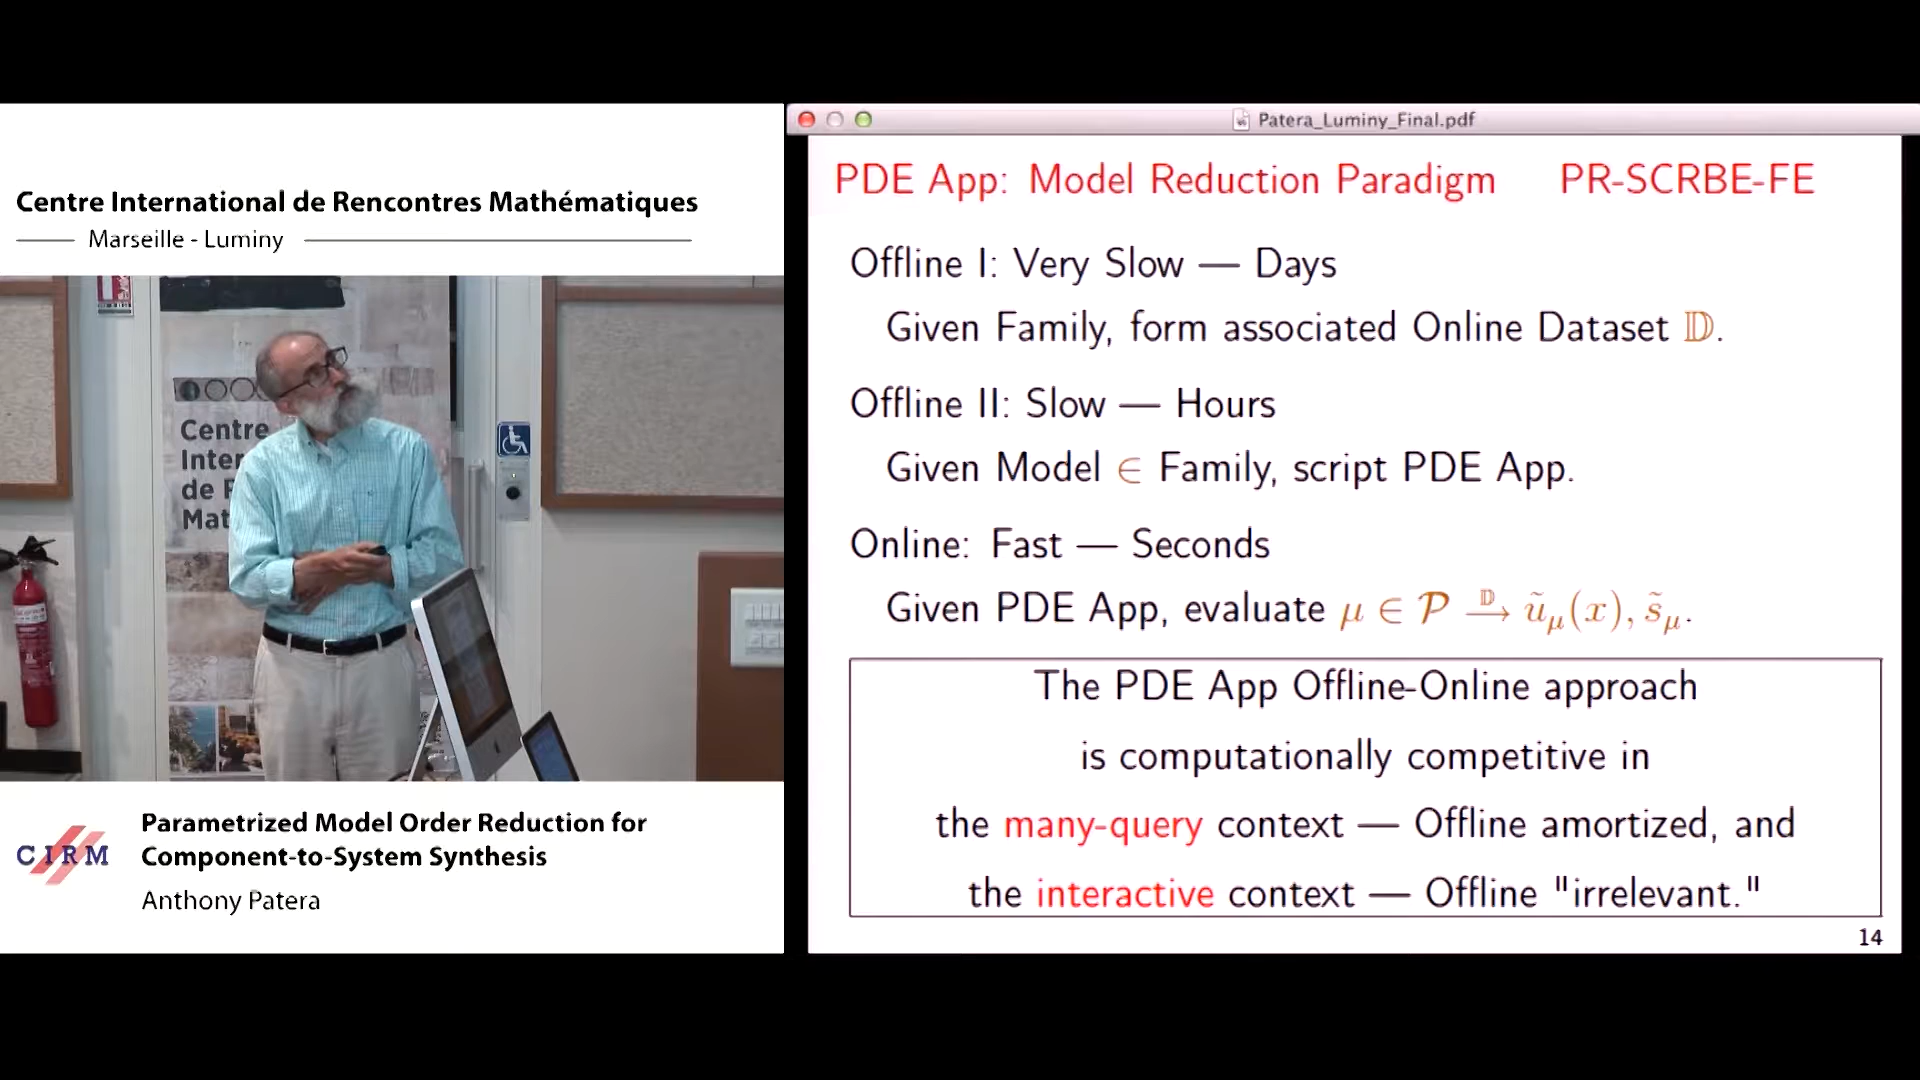 Centre International de Rencontres Mathématiques
Marseille - Luminy
Centre
Inter
de R
Mat
CIRM
Parametrized Model Order Reduction for
Component-to-System Synthesis
Anthony Patera
Patera_Luminy_Final.pdf
PDE App: Model Reduction Paradigm PR-SCRBE-FE
Offline I: Very Slow — Days
Given Family, form associated Online Dataset 𝔻.
Offline II: Slow — Hours
Given Model ∈ Family, script PDE App.
Online: Fast — Seconds
Given PDE App, evaluate μ ∈ 𝒫 →^𝔻 ũ_μ(x), s̃_μ.
The PDE App Offline-Online approach
is computationally competitive in
the many-query context — Offline amortized, and
the interactive context — Offline "irrelevant."
14